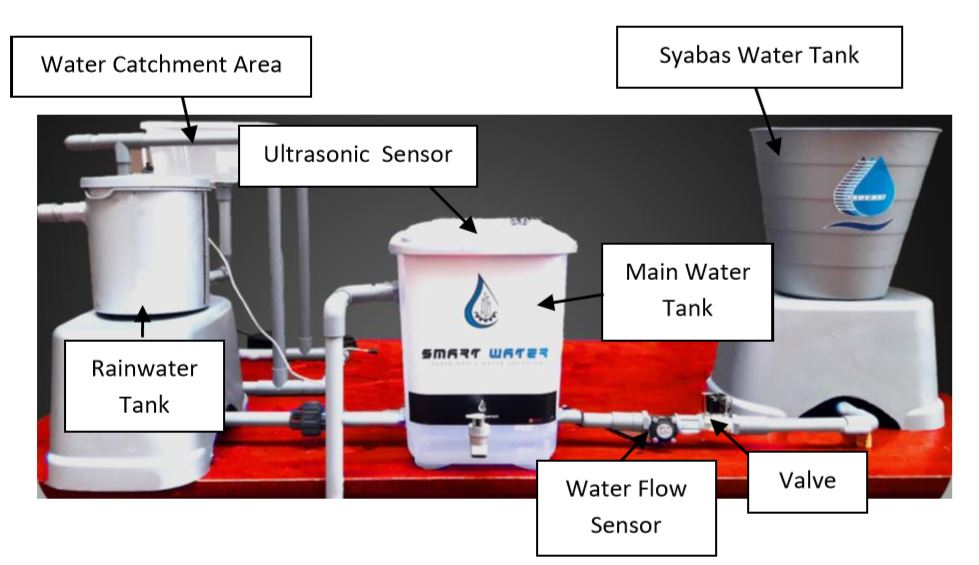 Water Catchment Area
Syabas Water Tank
Ultrasonic Sensor
Main Water
Tank
SMART WATER
Rainwater
Tank
Water Flow
Sensor
Valve